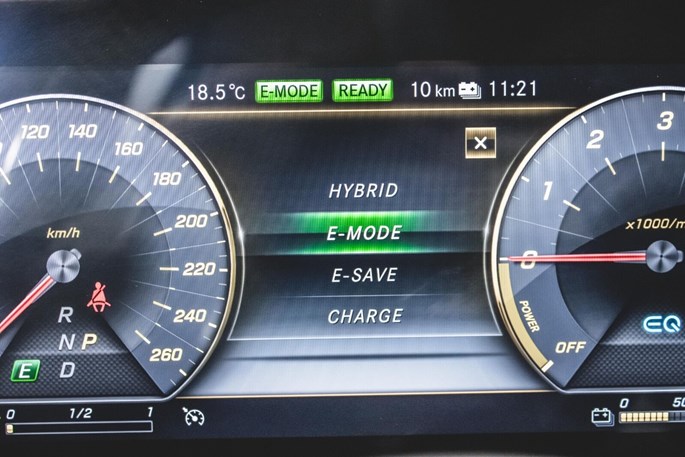 18.5°C E-MODE READY 10 km 11:21
120 140 160 180 200 220 240 260
km/h
R
N P
E D
0 1/2 1
HYBRID
E-MODE
E-SAVE
CHARGE
0 1 2 3
x1000/m
POWER
OFF
EQ
0 50